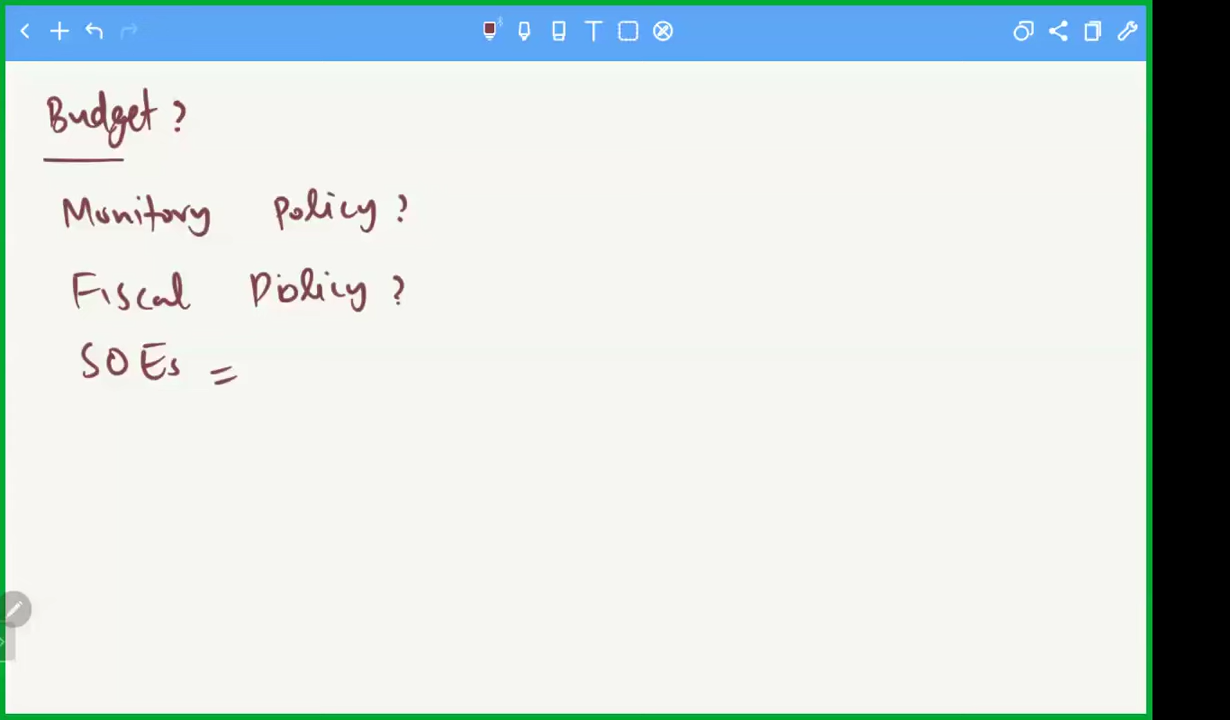 Budget ?
Monitory Policy ?
Fiscal Policy ?
SOEs =